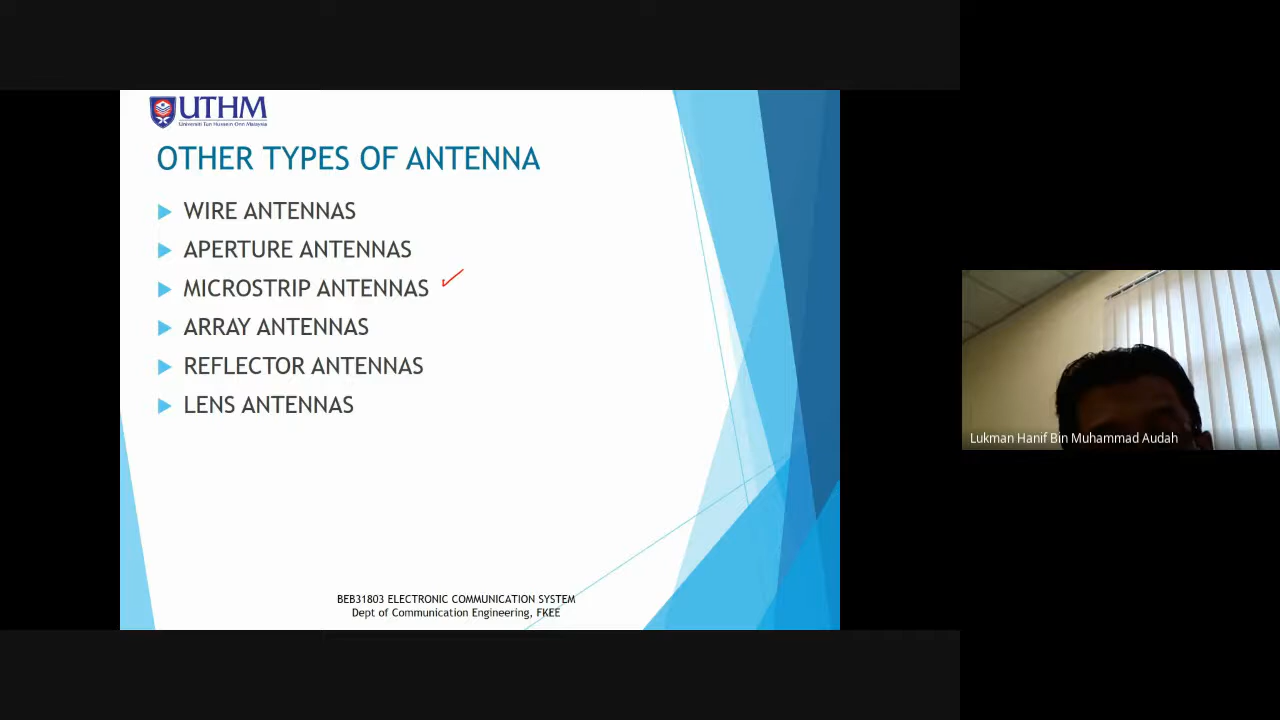 UTHM
Universiti Tun Hussein Onn Malaysia
OTHER TYPES OF ANTENNA
WIRE ANTENNAS
APERTURE ANTENNAS
MICROSTRIP ANTENNAS
ARRAY ANTENNAS
REFLECTOR ANTENNAS
LENS ANTENNAS
BEB31803 ELECTRONIC COMMUNICATION SYSTEM
Dept of Communication Engineering, FKEE
Lukman Hanif Bin Muhammad Audah